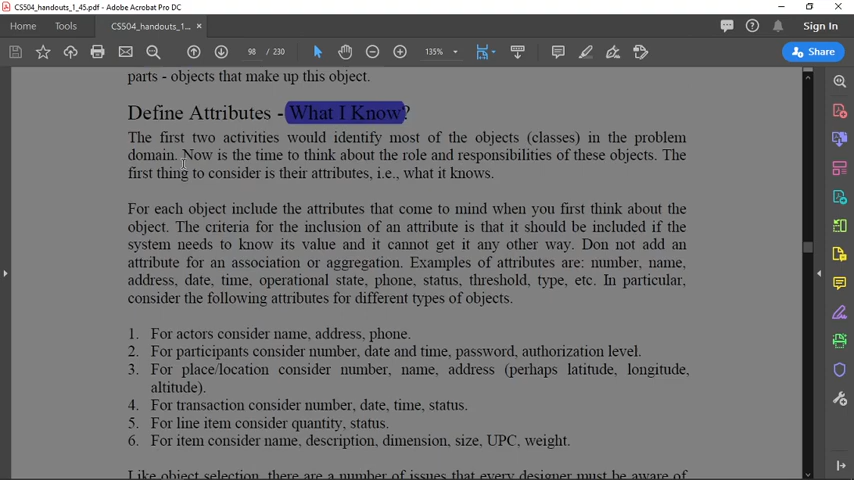 CS504_handouts_1_45.pdf - Adobe Acrobat Pro DC
Home Tools CS504_handouts_1_... × Sign In
98 / 230 135% Share
parts - objects that make up this object.
Define Attributes - What I Know?
The first two activities would identify most of the objects (classes) in the problem
domain. Now is the time to think about the role and responsibilities of these objects. The
first thing to consider is their attributes, i.e., what it knows.
For each object include the attributes that come to mind when you first think about the
object. The criteria for the inclusion of an attribute is that it should be included if the
system needs to know its value and it cannot get it any other way. Don not add an
attribute for an association or aggregation. Examples of attributes are: number, name,
address, date, time, operational state, phone, status, threshold, type, etc. In particular,
consider the following attributes for different types of objects.
1. For actors consider name, address, phone.
2. For participants consider number, date and time, password, authorization level.
3. For place/location consider number, name, address (perhaps latitude, longitude,
altitude).
4. For transaction consider number, date, time, status.
5. For line item consider quantity, status.
6. For item consider name, description, dimension, size, UPC, weight.
Like object selection, there are a number of issues that every designer must be aware of